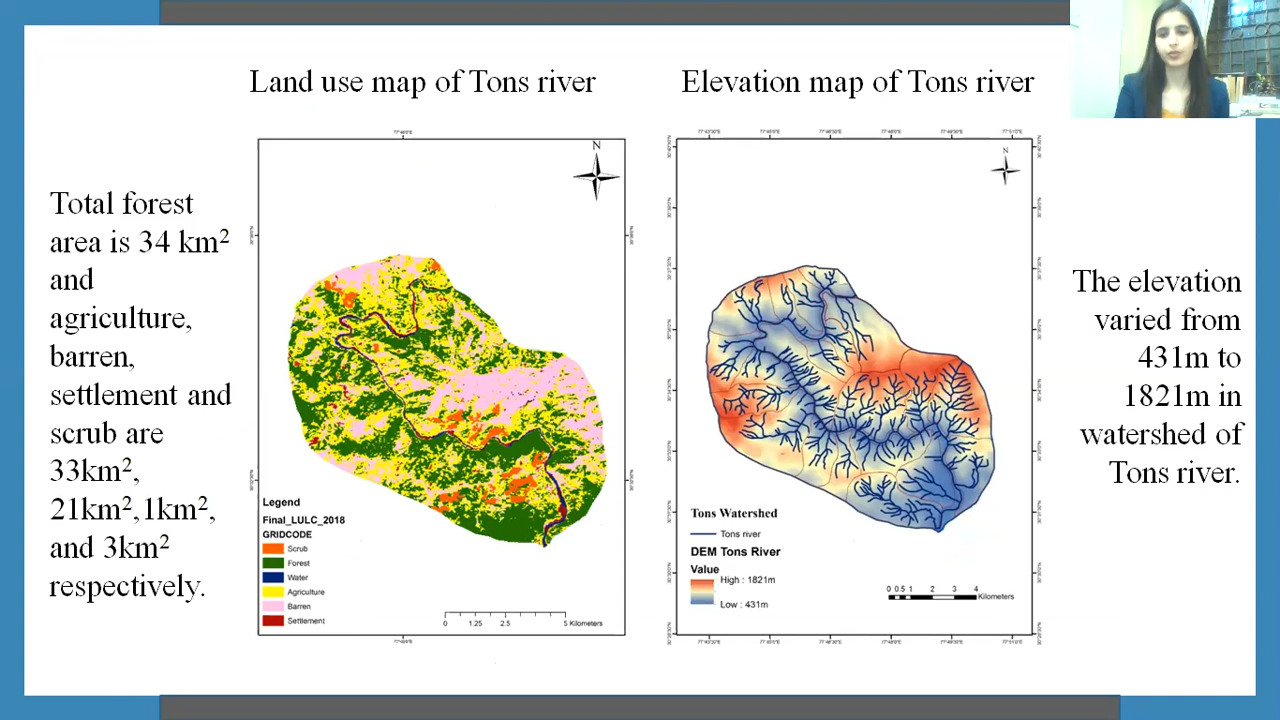 Land use map of Tons river
Elevation map of Tons river
Total forest
area is 34 km²
and
agriculture,
barren,
settlement and
scrub are
33km²,
21km²,1km²,
and 3km²
respectively.
N
Legend
Final_LULC_2018
GRIDCODE
Scrub
Forest
Water
Agriculture
Barren
Settlement
0 1.25 2.5 5 Kilometers
N
Tons Watershed
Tons river
DEM Tons River
Value
High : 1821m
Low : 431m
0 0.5 1 2 3 4
Kilometers
The elevation
varied from
431m to
1821m in
watershed of
Tons river.